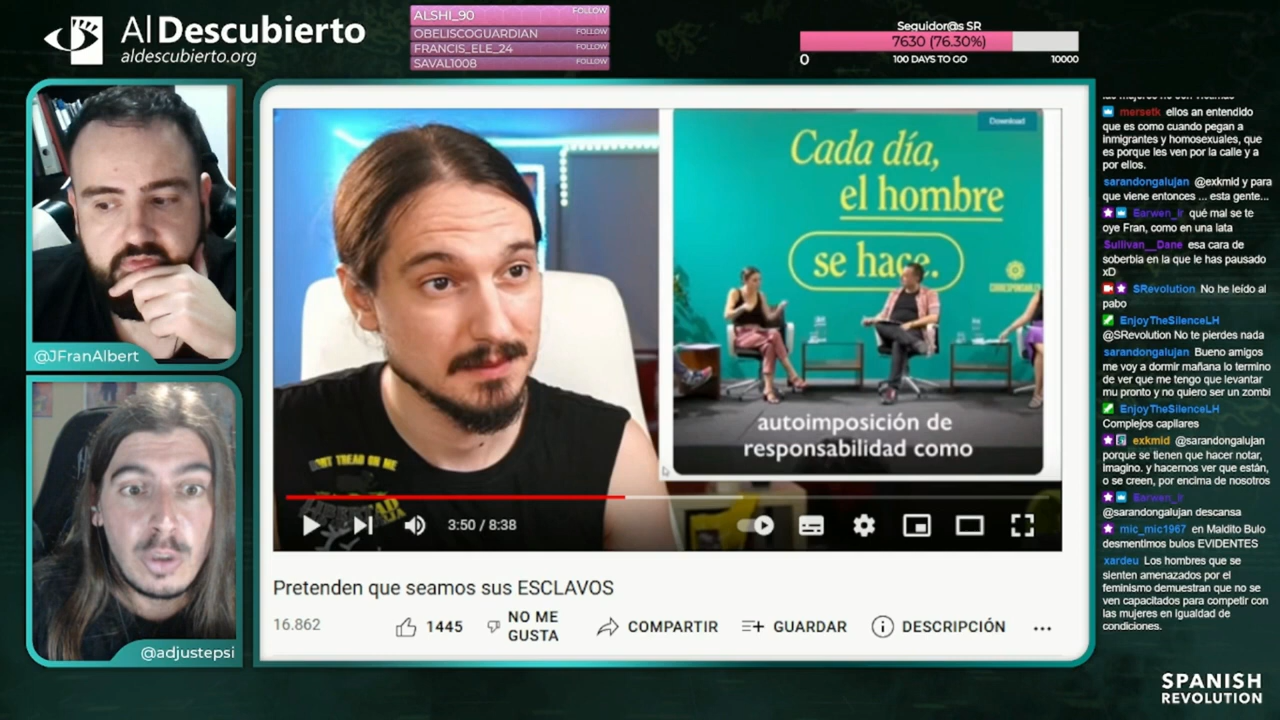 Al Descubierto
aldescubierto.org
ALSHI_90 FOLLOW
OBELISCOGUARDIAN FOLLOW
FRANCIS_ELE_24 FOLLOW
SAVAL1008 FOLLOW
Seguidor@s SR
7630 (76.30%)
0 100 DAYS TO GO 10000
@JFranAlbert
@adjustepsi
Download
Cada día,
el hombre
se hace.
autoimposición de
responsabilidad como
DONT TREAD ON ME
3:50 / 8:38
Pretenden que seamos sus ESCLAVOS
16.862
1445
NO ME
GUSTA
COMPARTIR
GUARDAR
DESCRIPCIÓN
mersetk ellos an entendido
que es como cuando pegan a
inmigrantes y homosexuales, que
es porque les ven por la calle y a
por ellos.
sarandongalujan @exkmid y para
que viene entonces ... esta gente...
Earwen_ir qué mal se te
oye Fran, como en una lata
Sullivan__Dane esa cara de
soberbia en la que le has pausado
xD
SRevolution No he leído al
pabo
EnjoyTheSilenceLH
@SRevolution No te pierdes nada
sarandongalujan Bueno amigos
me voy a dormir mañana lo termino
de ver que me tengo que levantar
mu pronto y no quiero ser un zombi
EnjoyTheSilenceLH
Complejos capilares
exkmid @sarandongalujan
porque se tienen que hacer notar,
imagino. y hacernos ver que están,
o se creen, por encima de nosotros
Earwen_ir
@sarandongalujan descansa
mic_mic1967 en Maldito Bulo
desmentimos bulos EVIDENTES
xardeu Los hombres que se
sienten amenazados por el
feminismo demuestran que no se
ven capacitados para competir con
las mujeres en igualdad de
condiciones.
SPANISH
REVOLUTION